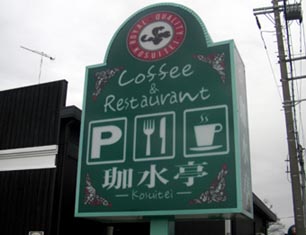 ROYAL QUALITY
KOSUITEI
Coffee
&
Restaurant
P
珈水亭
Kosuitei